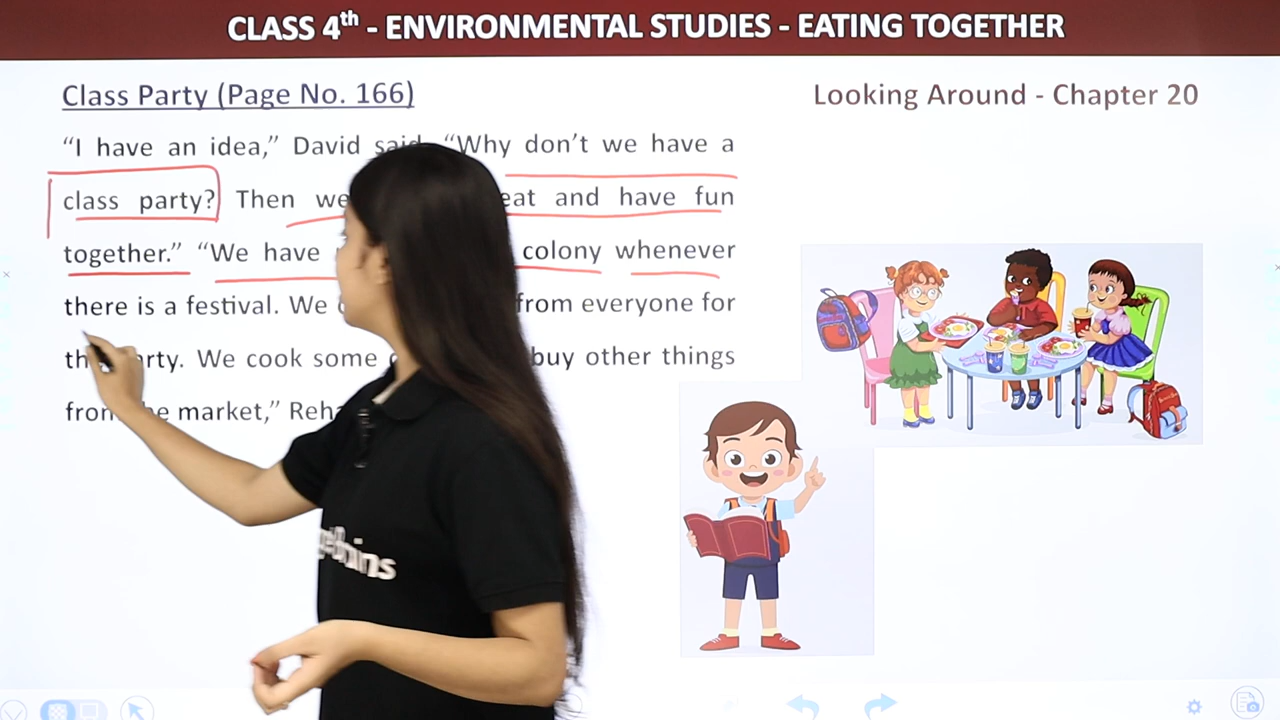 CLASS 4th - ENVIRONMENTAL STUDIES - EATING TOGETHER
Class Party (Page No. 166)
Looking Around - Chapter 20
“I have an idea,” David said, “Why don’t we have a
class party? Then we eat and have fun
together.” “We have colony whenever
there is a festival. We from everyone for
the party. We cook some buy other things
from the market,”